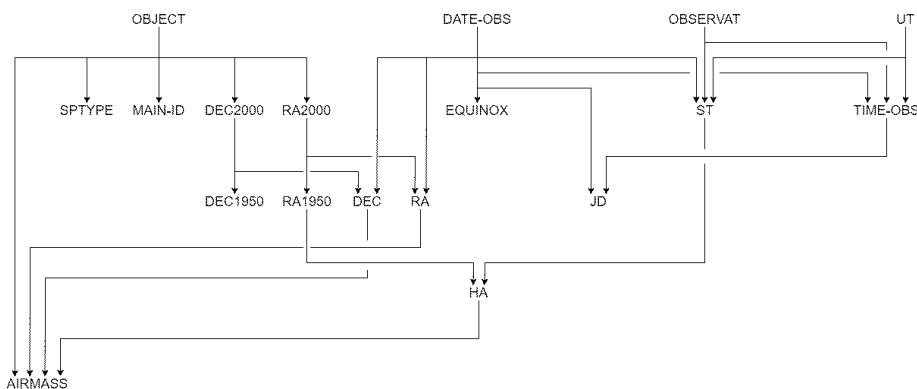 OBJECT DATE-OBS OBSERVAT UT
SPTYPE MAIN-ID DEC2000 RA2000 EQUINOX ST TIME-OBS
DEC1950 RA1950 DEC RA JD
HA
AIRMASS